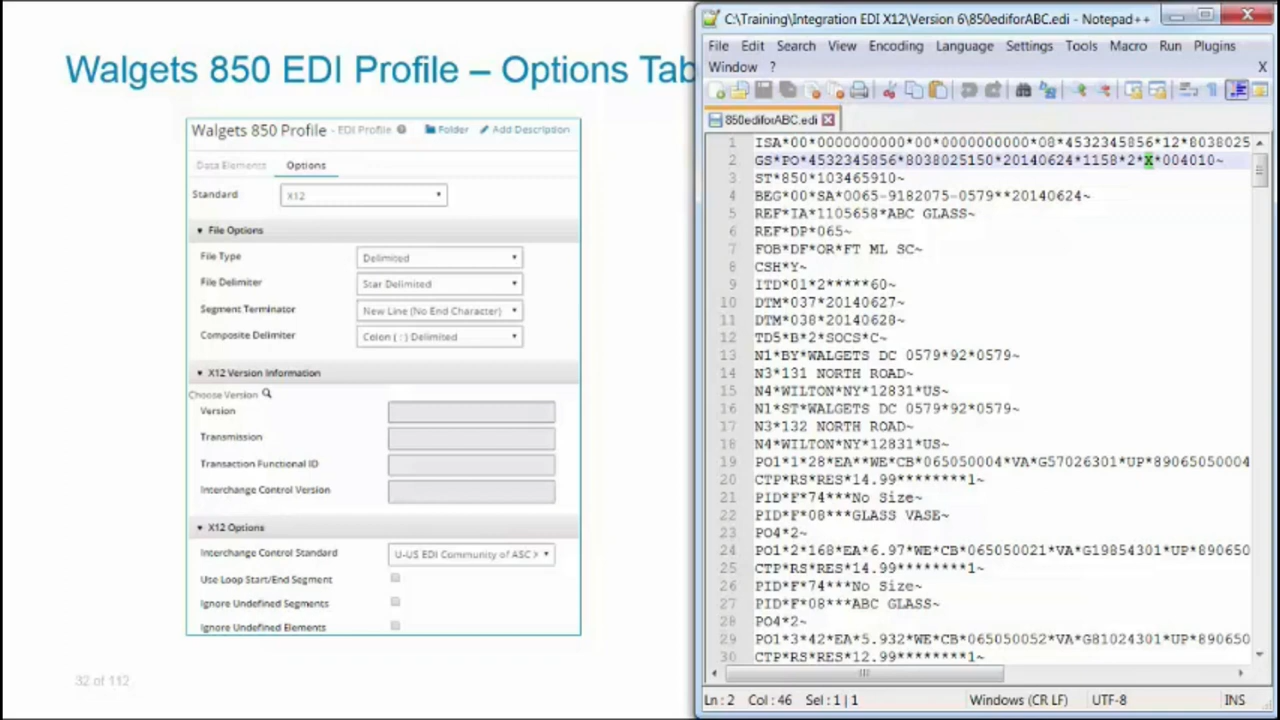 Walgets 850 EDI Profile – Options Tab
Walgets 850 Profile - EDI Profile Folder Add Description
Data Elements Options
Standard X12
File Options
File Type Delimited
File Delimiter Star Delimited
Segment Terminator New Line (No End Character)
Composite Delimiter Colon ( : ) Delimited
X12 Version Information
Choose Version
Version
Transmission
Transaction Functional ID
Interchange Control Version
X12 Options
Interchange Control Standard U-US EDI Community of ASC X
Use Loop Start/End Segment
Ignore Undefined Segments
Ignore Undefined Elements
32 of 112
C:\Training\Integration EDI X12\Version 6\850ediforABC.edi - Notepad++
File Edit Search View Encoding Language Settings Tools Macro Run Plugins
Window ? X
850ediforABC.edi
1 ISA*00*0000000000*00*0000000000*08*4532345856*12*8038025
2 GS*PO*4532345856*8038025150*20140624*1158*2*X*004010~
3 ST*850*103465910~
4 BEG*00*SA*0065-9182075-0579**20140624~
5 REF*IA*1105658*ABC GLASS~
6 REF*DP*065~
7 FOB*DF*OR*FT ML SC~
8 CSH*Y~
9 ITD*01*2*****60~
10 DTM*037*20140627~
11 DTM*038*20140628~
12 TD5*B*2*SOCS*C~
13 N1*BY*WALGETS DC 0579*92*0579~
14 N3*131 NORTH ROAD~
15 N4*WILTON*NY*12831*US~
16 N1*ST*WALGETS DC 0579*92*0579~
17 N3*132 NORTH ROAD~
18 N4*WILTON*NY*12831*US~
19 PO1*1*28*EA**WE*CB*065050004*VA*G57026301*UP*89065050004
20 CTP*RS*RES*14.99********1~
21 PID*F*74***No Size~
22 PID*F*08***GLASS VASE~
23 PO4*2~
24 PO1*2*168*EA*6.97*WE*CB*065050021*VA*G19854301*UP*890650
25 CTP*RS*RES*14.99********1~
26 PID*F*74***No Size~
27 PID*F*08***ABC GLASS~
28 PO4*2~
29 PO1*3*42*EA*5.932*WE*CB*065050052*VA*G81024301*UP*890650
30 CTP*RS*RES*12.99********1~
Ln : 2 Col : 46 Sel : 1 | 1 Windows (CR LF) UTF-8 INS